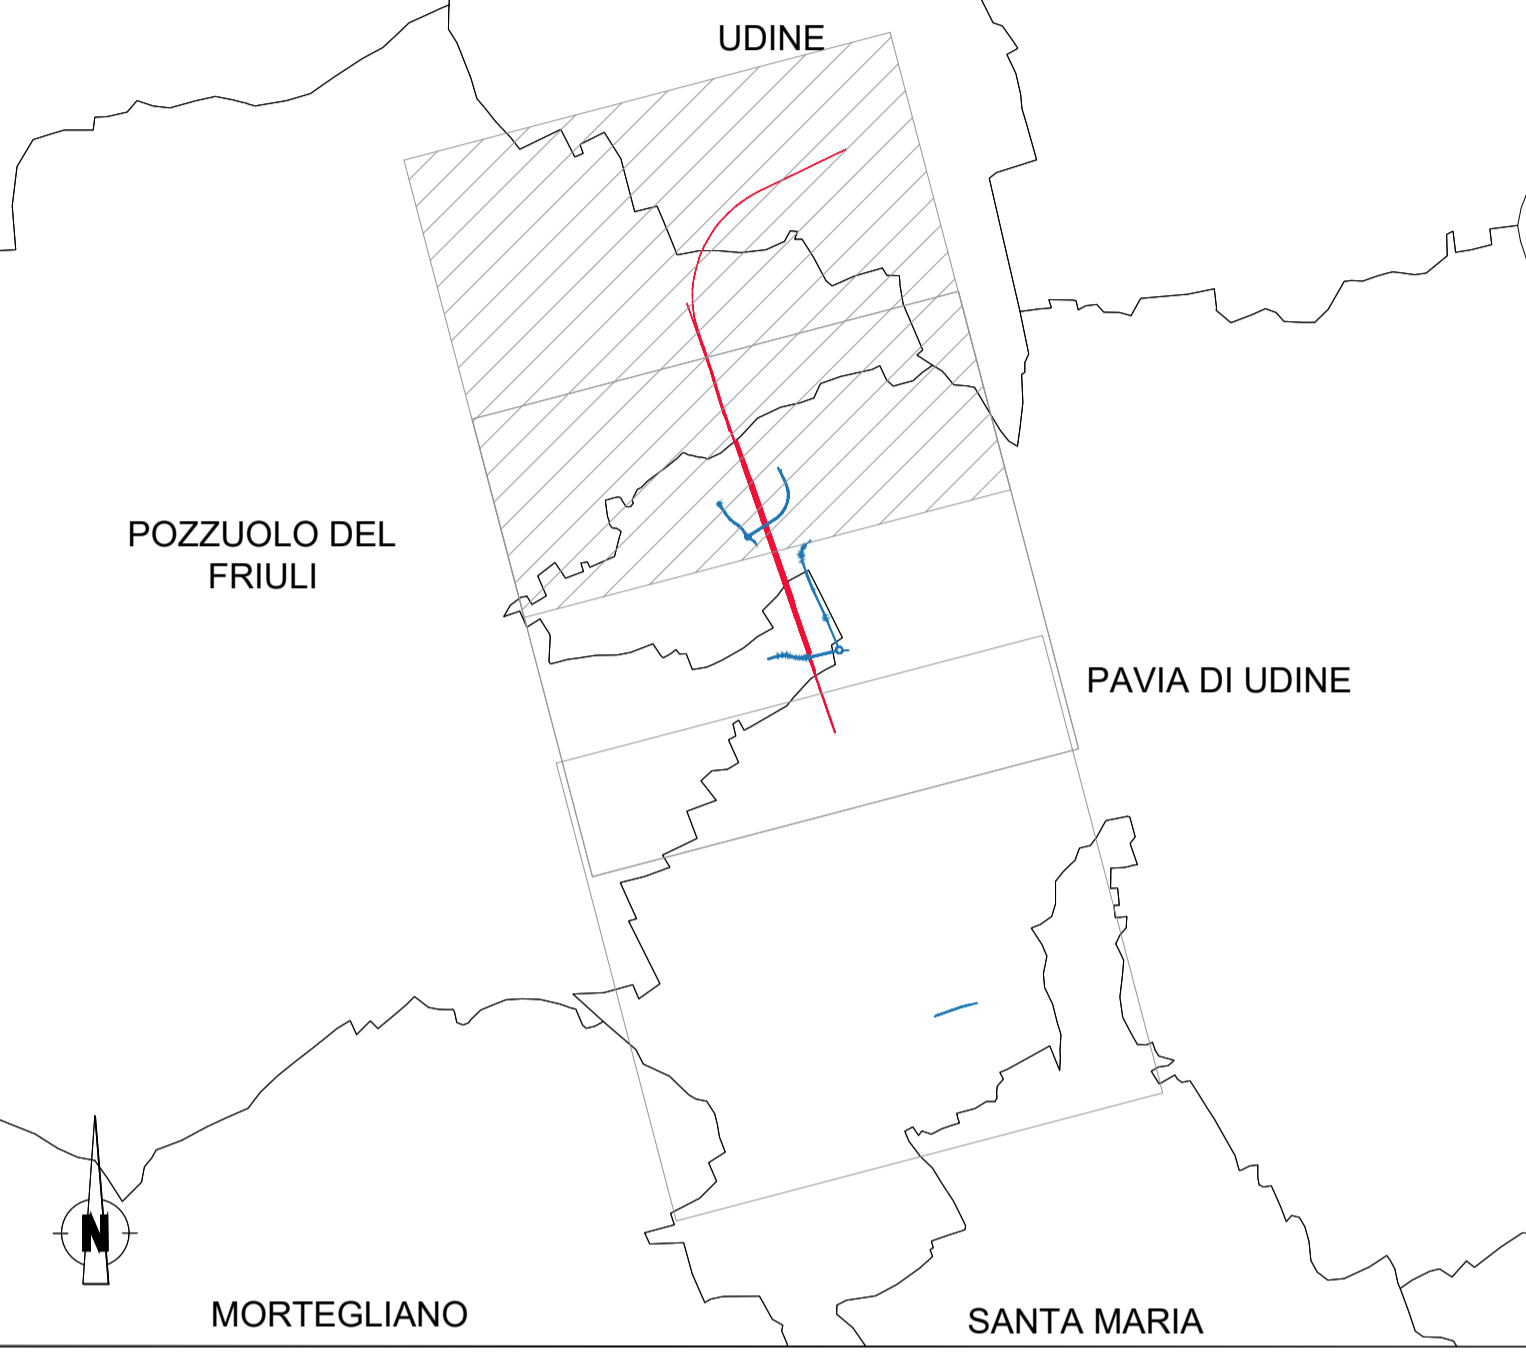 UDINE
POZZUOLO DEL
FRIULI
PAVIA DI UDINE
N
MORTEGLIANO
SANTA MARIA